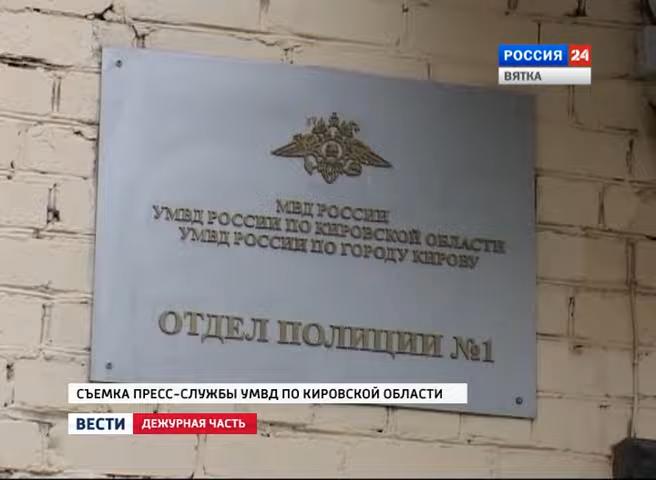 РОССИЯ 24
ВЯТКА
МВД РОССИИ
УМВД РОССИИ ПО КИРОВСКОЙ ОБЛАСТИ
УМВД РОССИИ ПО ГОРОДУ КИРОВУ
ОТДЕЛ ПОЛИЦИИ №1
СЪЕМКА ПРЕСС-СЛУЖБЫ УМВД ПО КИРОВСКОЙ ОБЛАСТИ
ВЕСТИ ДЕЖУРНАЯ ЧАСТЬ